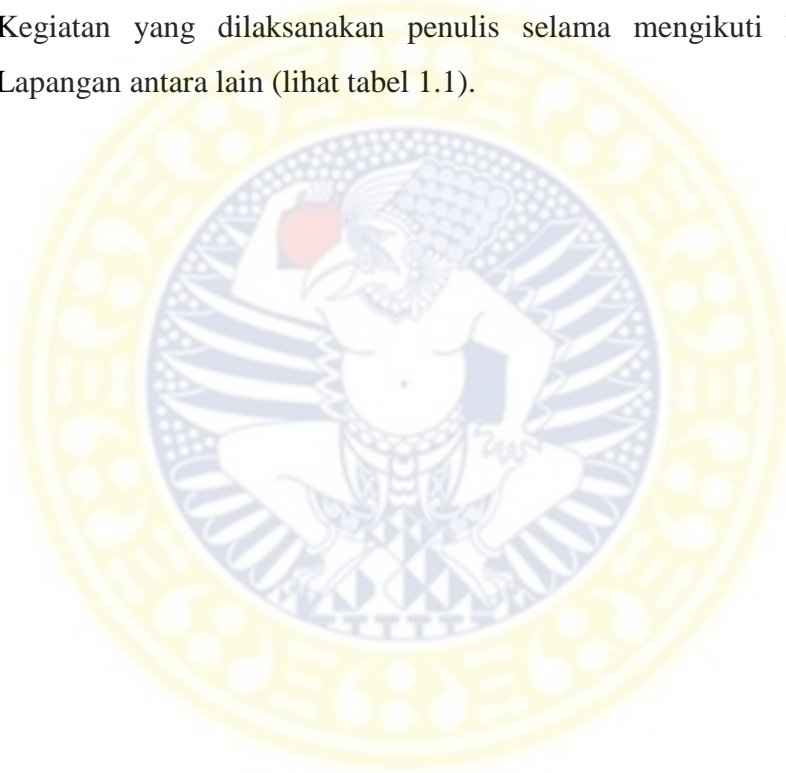 Kegiatan yang dilaksanakan penulis selama mengikuti
Lapangan antara lain (lihat tabel 1.1).